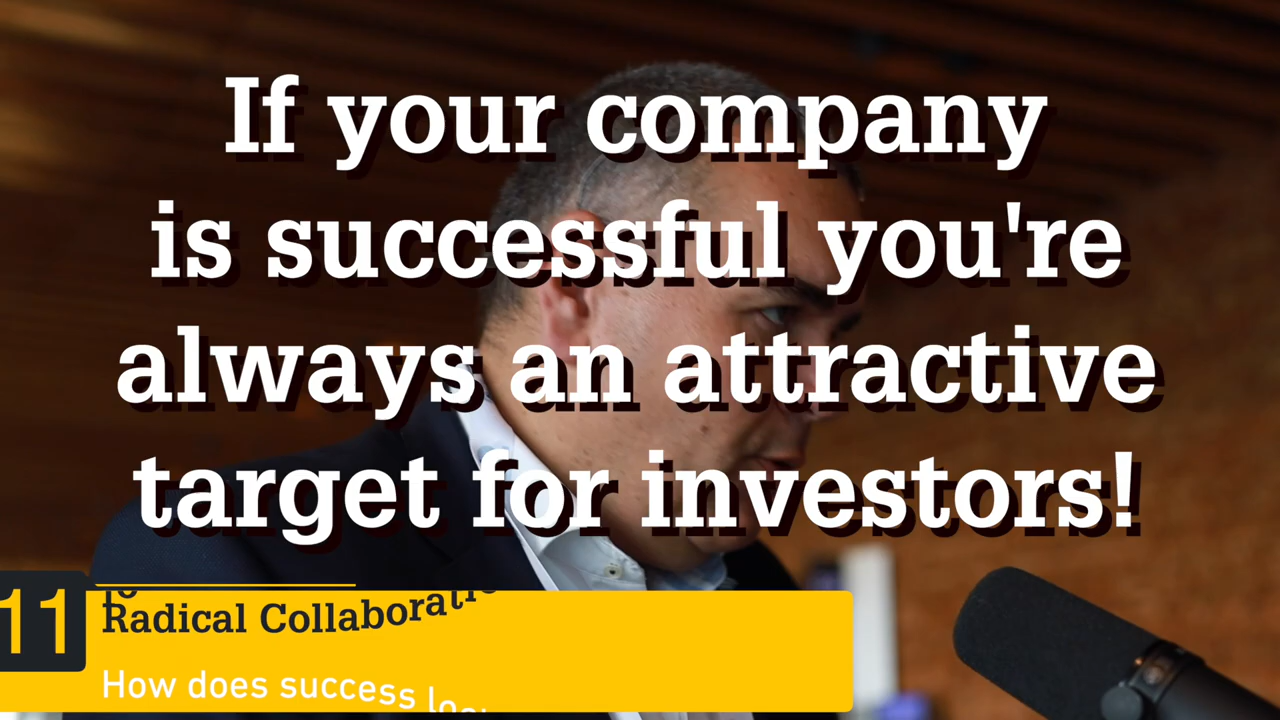 If your company
is successful you're
always an attractive
target for investors!
11
Radical Collaboratio
How does success